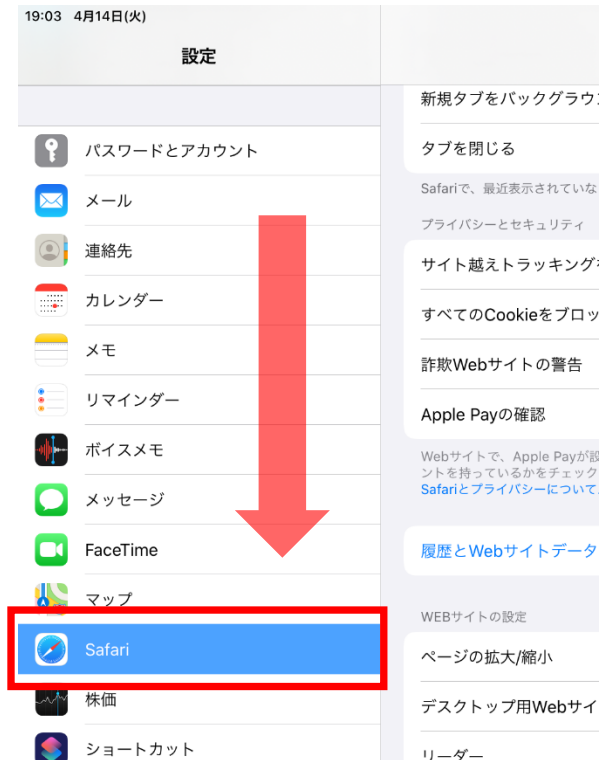 19:03 4月14日(火)
設定
パスワードとアカウント
メール
連絡先
カレンダー
メモ
リマインダー
ボイスメモ
メッセージ
FaceTime
マップ
Safari
株価
ショートカット
新規タブをバックグラウ
タブを閉じる
Safariで、最近表示されていな
プライバシーとセキュリティ
サイト越えトラッキング
すべてのCookieをブロッ
詐欺Webサイトの警告
Apple Payの確認
Webサイトで、Apple Payが設
ントを持っているかをチェック
Safariとプライバシーについて
履歴とWebサイトデータ
WEBサイトの設定
ページの拡大/縮小
デスクトップ用Webサイ
リーダー